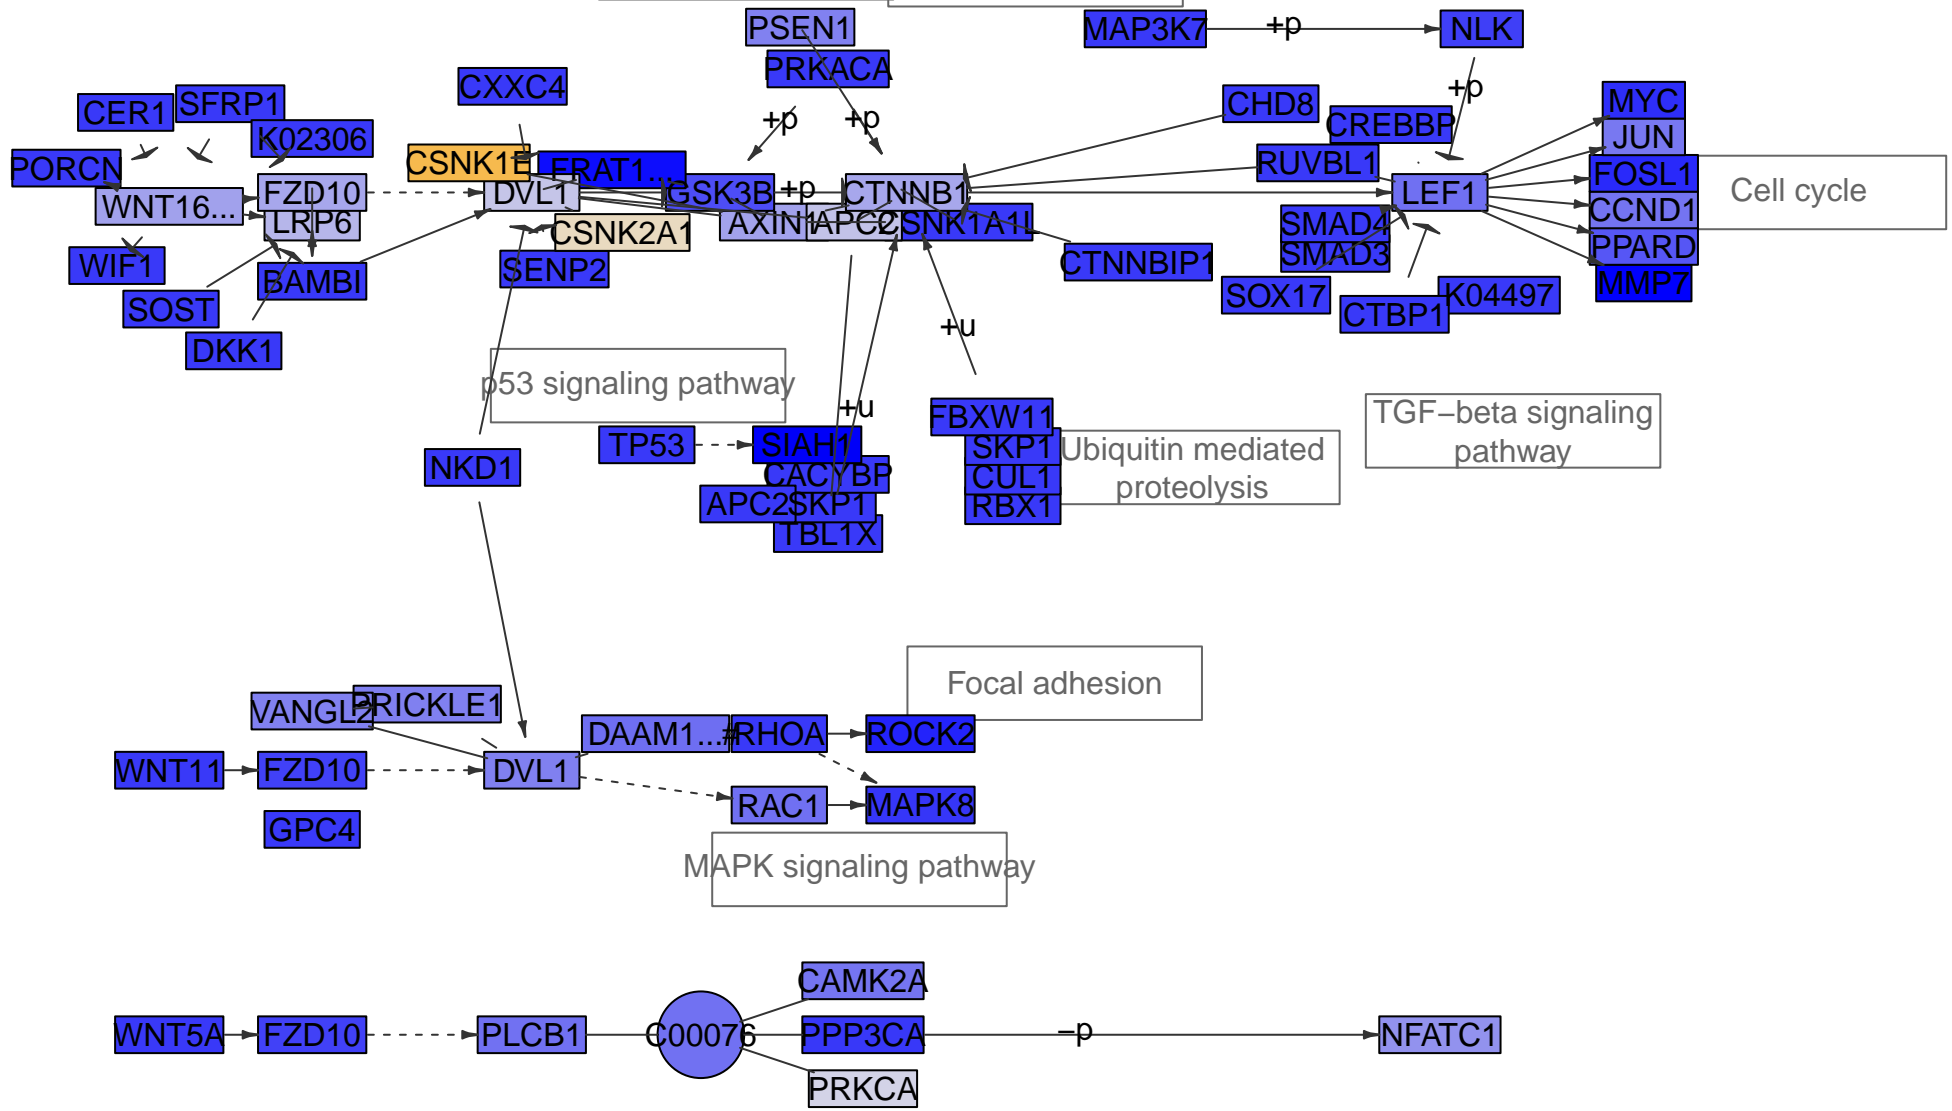 PSEN1
MAP3K7
+p
NLK
PRKACA
CXXC4
CER1
SFRP1
K02306
+p
+p
CHD8
CREBBP
+p
MYC
JUN
PORCN
CSNK1E
FRAT1...
RUVBL1
FOSL1
Cell cycle
WNT16...
FZD10
DVL1
GSK3B
+p
CTNNB1
LEF1
CCND1
LRP6
CSNK2A1
AXIN1
APC2
CSNK1A1L
SMAD4
PPARD
WIF1
BAMBI
SENP2
CTNNBIP1
SMAD3
MMP7
SOST
SOX17
K04497
CTBP1
DKK1
+u
p53 signaling pathway
+u
FBXW11
TGF−beta signaling
pathway
TP53
SIAH1
SKP1
Ubiquitin mediated
proteolysis
NKD1
CACYBP
CUL1
APC2
SKP1
RBX1
TBL1X
Focal adhesion
VANGL2
PRICKLE1
DAAM1...#
RHOA
ROCK2
WNT11
FZD10
DVL1
RAC1
MAPK8
GPC4
MAPK signaling pathway
CAMK2A
WNT5A
FZD10
PLCB1
C00076
PPP3CA
−p
NFATC1
PRKCA